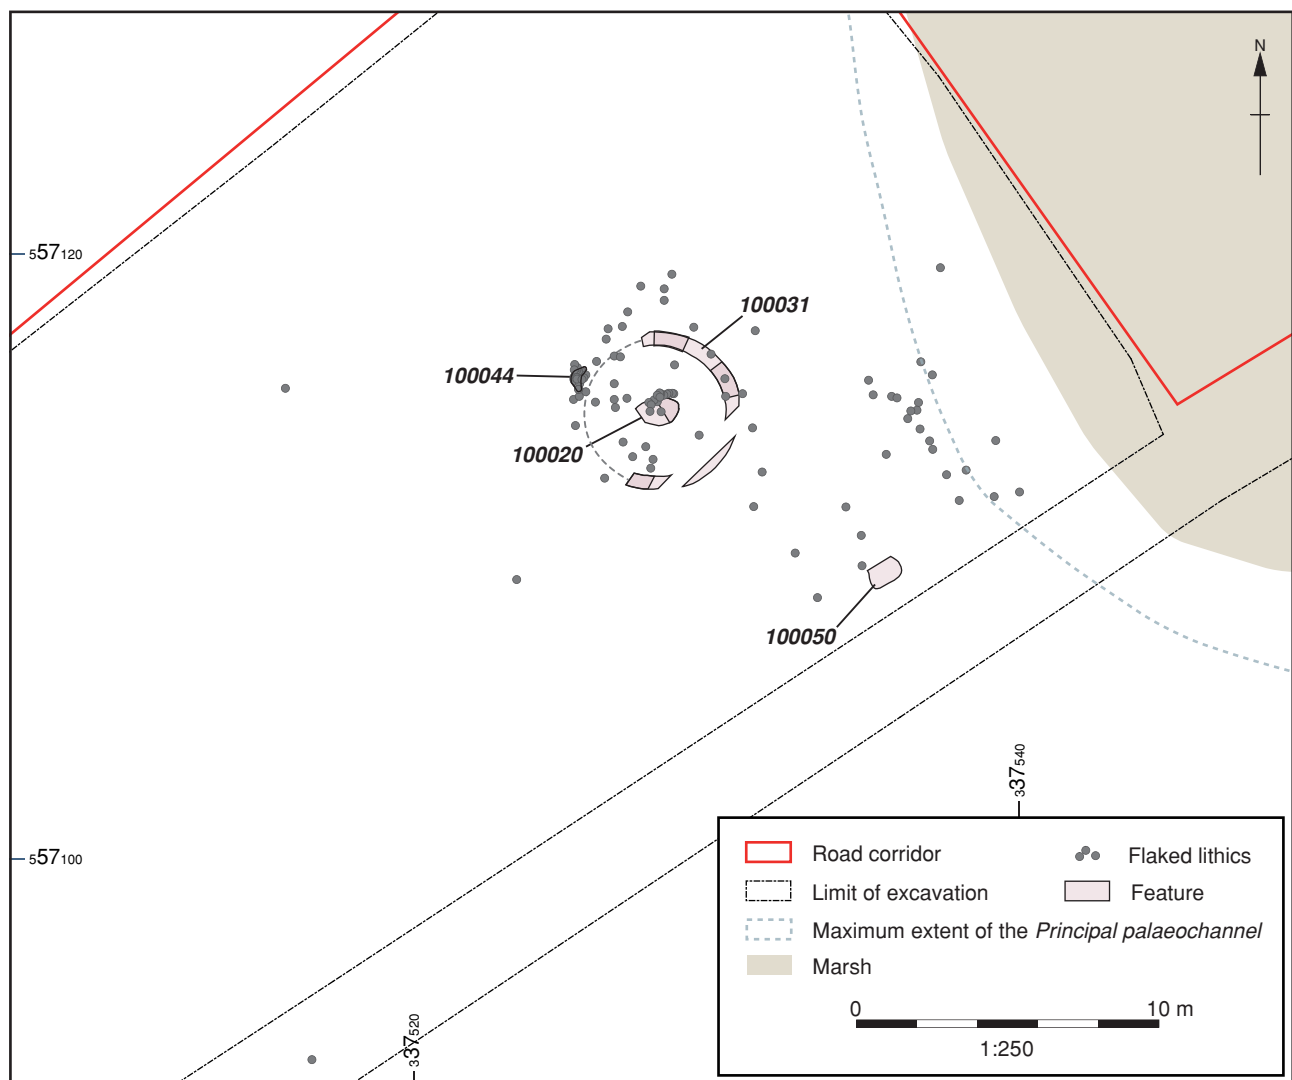 N
557120
100031
100044
100020
100050
337540
557100
337520
Road corridor
Flaked lithics
Limit of excavation
Feature
Maximum extent of the Principal palaeochannel
Marsh
0 10 m
1:250